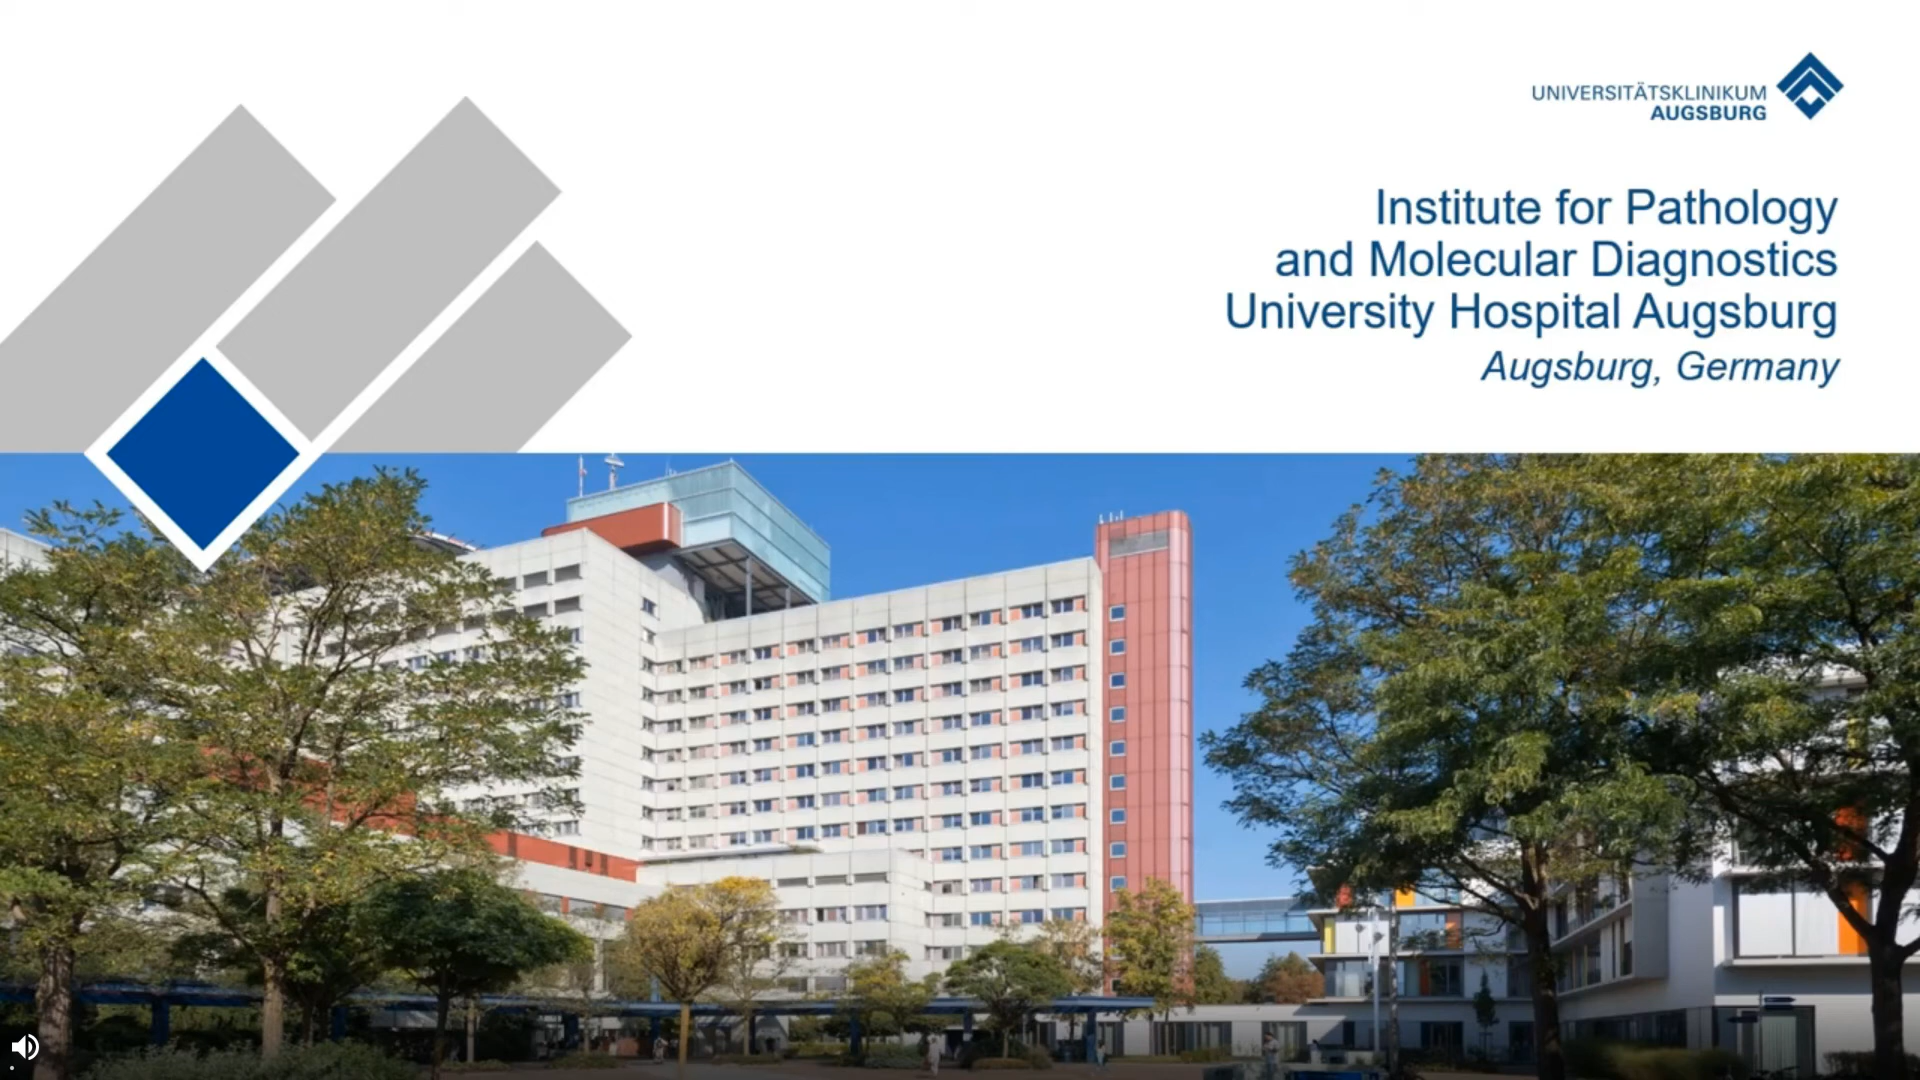 UNIVERSITÄTSKLINIKUM
AUGSBURG
Institute for Pathology
and Molecular Diagnostics
University Hospital Augsburg
Augsburg, Germany